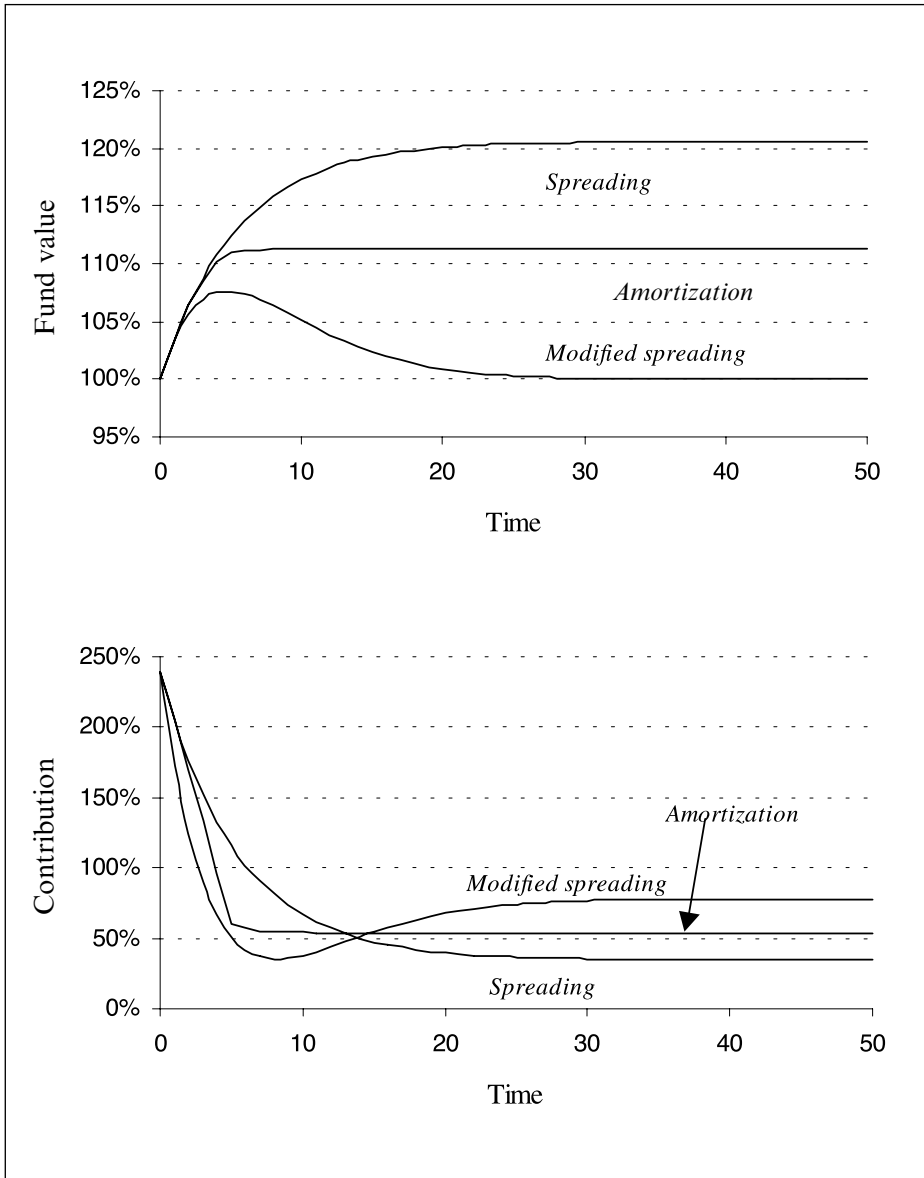 125%
120%
Spreading
115%
110%
Amortization
105%
Modified spreading
100%
95%
Fund value
0 10 20 30 40 50
Time
250%
200%
150%
Amortization
100%
Modified spreading
50%
Spreading
0%
Contribution
0 10 20 30 40 50
Time